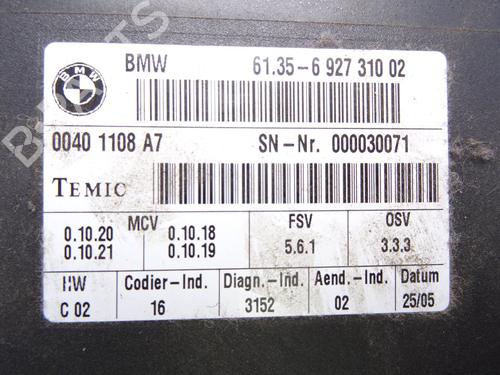 BMW
BMW 61.35-6 927 310 02
0040 1108 A7 SN-Nr. 000030071
TEMIC
MCV FSV OSV
0.10.20 0.10.18 5.6.1 3.3.3
0.10.21 0.10.19
HW Codier-Ind. Diagn.-Ind. Aend.-Ind. Datum
C 02 16 3152 02 25/05